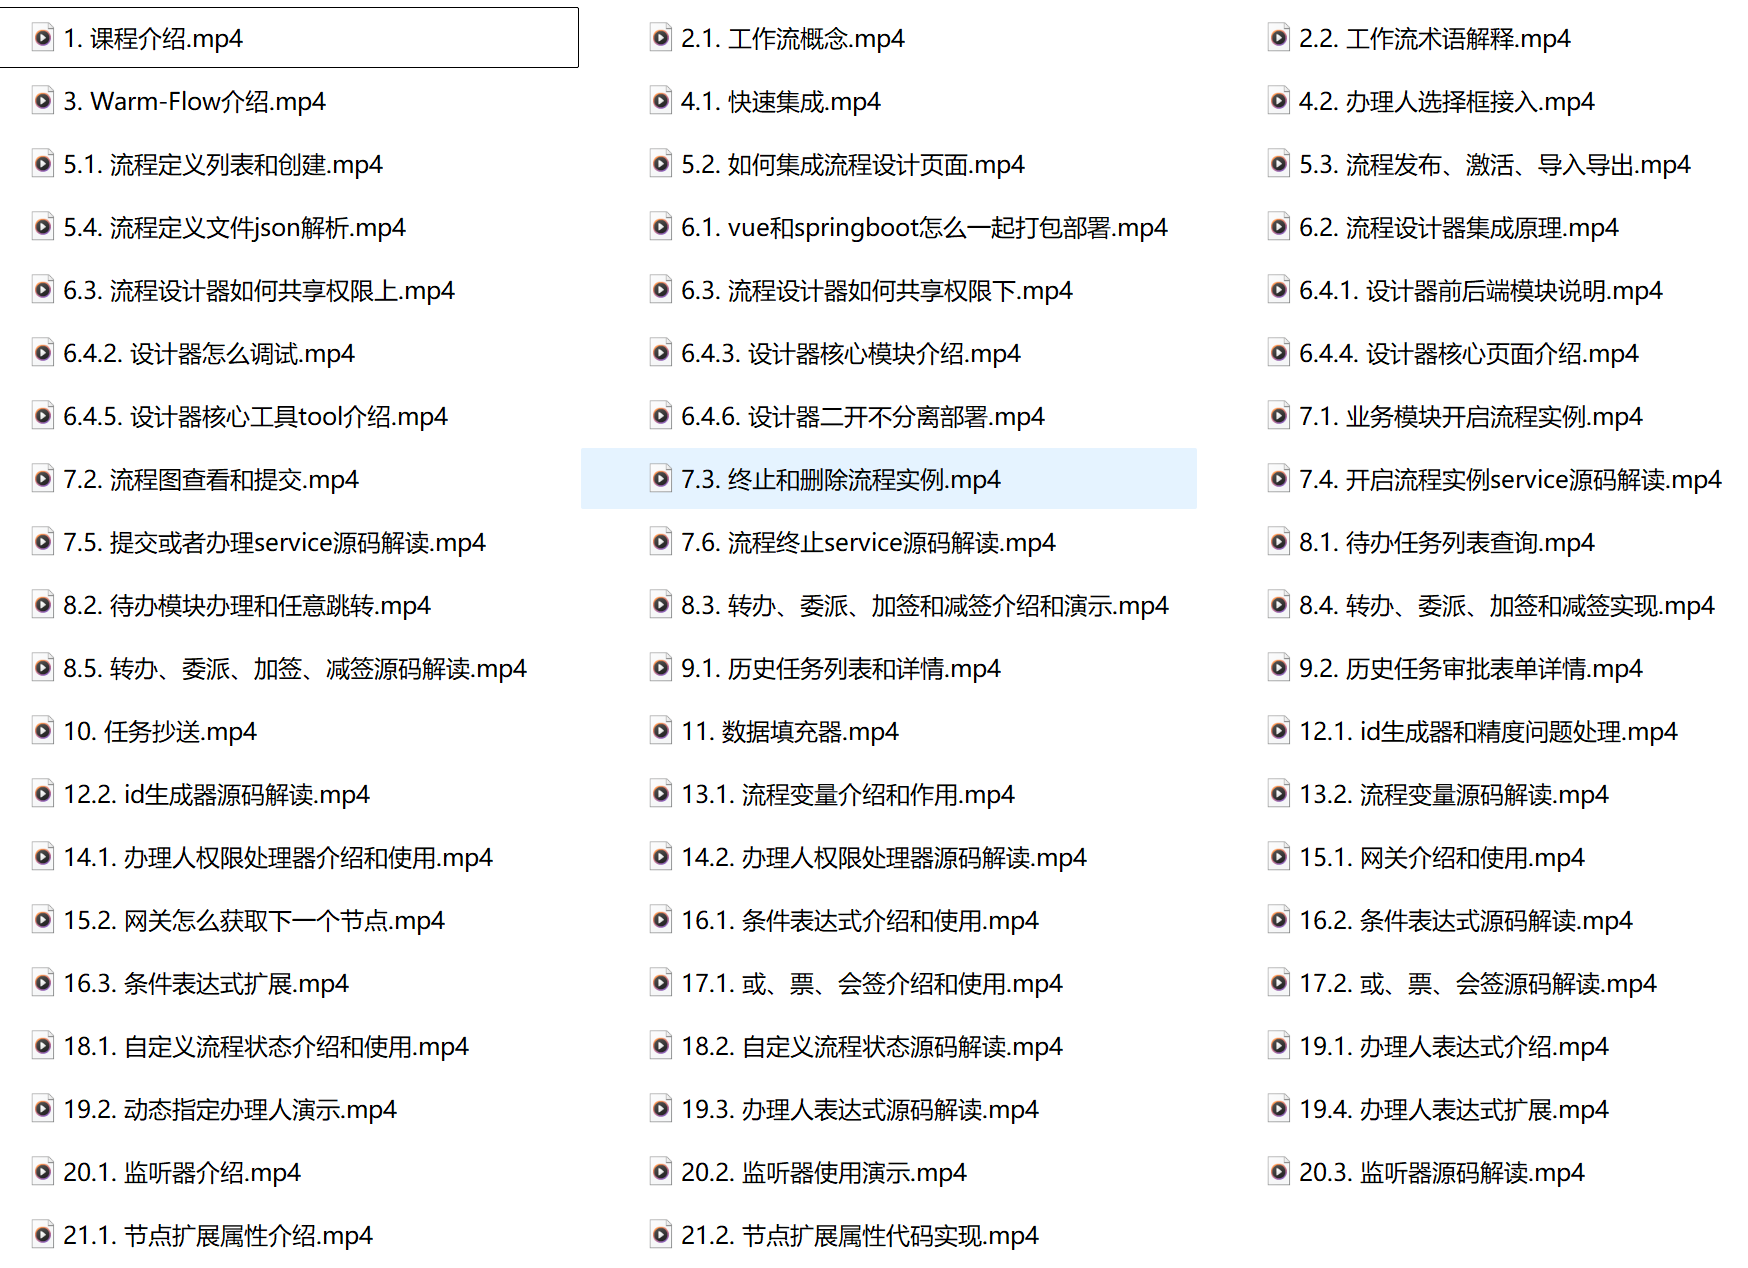 1. 课程介绍.mp4
2.1. 工作流概念.mp4
2.2. 工作流术语解释.mp4
3. Warm-Flow介绍.mp4
4.1. 快速集成.mp4
4.2. 办理人选择框接入.mp4
5.1. 流程定义列表和创建.mp4
5.2. 如何集成流程设计页面.mp4
5.3. 流程发布、激活、导入导出.mp4
5.4. 流程定义文件json解析.mp4
6.1. vue和springboot怎么一起打包部署.mp4
6.2. 流程设计器集成原理.mp4
6.3. 流程设计器如何共享权限上.mp4
6.3. 流程设计器如何共享权限下.mp4
6.4.1. 设计器前后端模块说明.mp4
6.4.2. 设计器怎么调试.mp4
6.4.3. 设计器核心模块介绍.mp4
6.4.4. 设计器核心页面介绍.mp4
6.4.5. 设计器核心工具tool介绍.mp4
6.4.6. 设计器二开不分离部署.mp4
7.1. 业务模块开启流程实例.mp4
7.2. 流程图查看和提交.mp4
7.3. 终止和删除流程实例.mp4
7.4. 开启流程实例service源码解读.mp4
7.5. 提交或者办理service源码解读.mp4
7.6. 流程终止service源码解读.mp4
8.1. 待办任务列表查询.mp4
8.2. 待办模块办理和任意跳转.mp4
8.3. 转办、委派、加签和减签介绍和演示.mp4
8.4. 转办、委派、加签和减签实现.mp4
8.5. 转办、委派、加签、减签源码解读.mp4
9.1. 历史任务列表和详情.mp4
9.2. 历史任务审批表单详情.mp4
10. 任务抄送.mp4
11. 数据填充器.mp4
12.1. id生成器和精度问题处理.mp4
12.2. id生成器源码解读.mp4
13.1. 流程变量介绍和作用.mp4
13.2. 流程变量源码解读.mp4
14.1. 办理人权限处理器介绍和使用.mp4
14.2. 办理人权限处理器源码解读.mp4
15.1. 网关介绍和使用.mp4
15.2. 网关怎么获取下一个节点.mp4
16.1. 条件表达式介绍和使用.mp4
16.2. 条件表达式源码解读.mp4
16.3. 条件表达式扩展.mp4
17.1. 或、票、会签介绍和使用.mp4
17.2. 或、票、会签源码解读.mp4
18.1. 自定义流程状态介绍和使用.mp4
18.2. 自定义流程状态源码解读.mp4
19.1. 办理人表达式介绍.mp4
19.2. 动态指定办理人演示.mp4
19.3. 办理人表达式源码解读.mp4
19.4. 办理人表达式扩展.mp4
20.1. 监听器介绍.mp4
20.2. 监听器使用演示.mp4
20.3. 监听器源码解读.mp4
21.1. 节点扩展属性介绍.mp4
21.2. 节点扩展属性代码实现.mp4